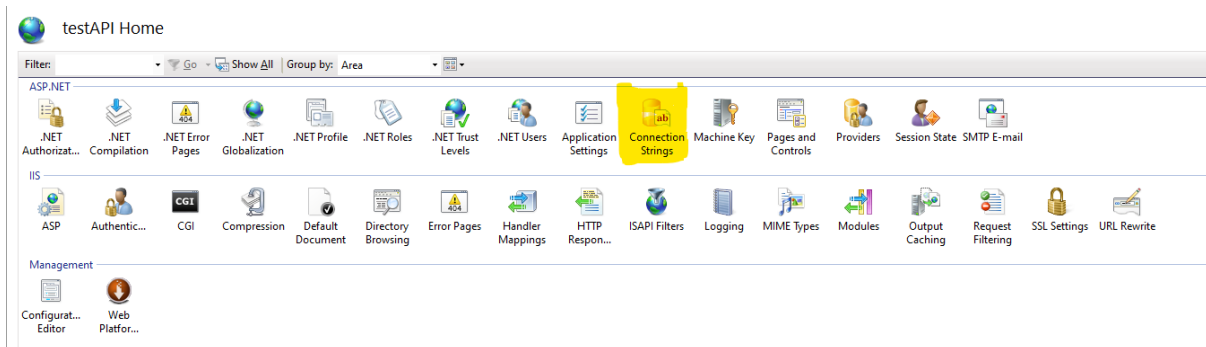 testAPI Home
Filter: Go Show All Group by: Area
ASP.NET
.NET Authorizat...
.NET Compilation
.NET Error Pages
.NET Globalization
.NET Profile
.NET Roles
.NET Trust Levels
.NET Users
Application Settings
ab
Connection Strings
Machine Key
Pages and Controls
Providers
Session State
SMTP E-mail
IIS
ASP
Authentic...
CGI
CGI
Compression
Default Document
Directory Browsing
404
Error Pages
Handler Mappings
HTTP Respon...
ISAPI Filters
Logging
MIME Types
Modules
Output Caching
Request Filtering
SSL Settings
URL Rewrite
Management
Configurat... Editor
Web Platfor...